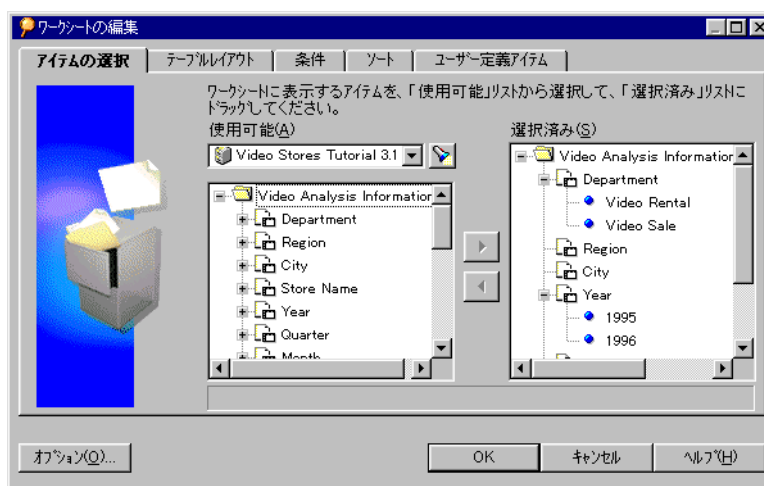 ワークシートの編集
アイテムの選択 テーブルレイアウト 条件 ソート ユーザー定義アイテム
ワークシートに表示するアイテムを、「使用可能」リストから選択して、「選択済み」リストに
ドラッグしてください。
使用可能(A)
Video Stores Tutorial 3.1
Video Analysis Information
Department
Region
City
Store Name
Year
Quarter
Month
選択済み(S)
Video Analysis Information
Department
Video Rental
Video Sale
Region
City
Year
1995
1996
オプション(O)...
OK
キャンセル
ヘルプ(H)